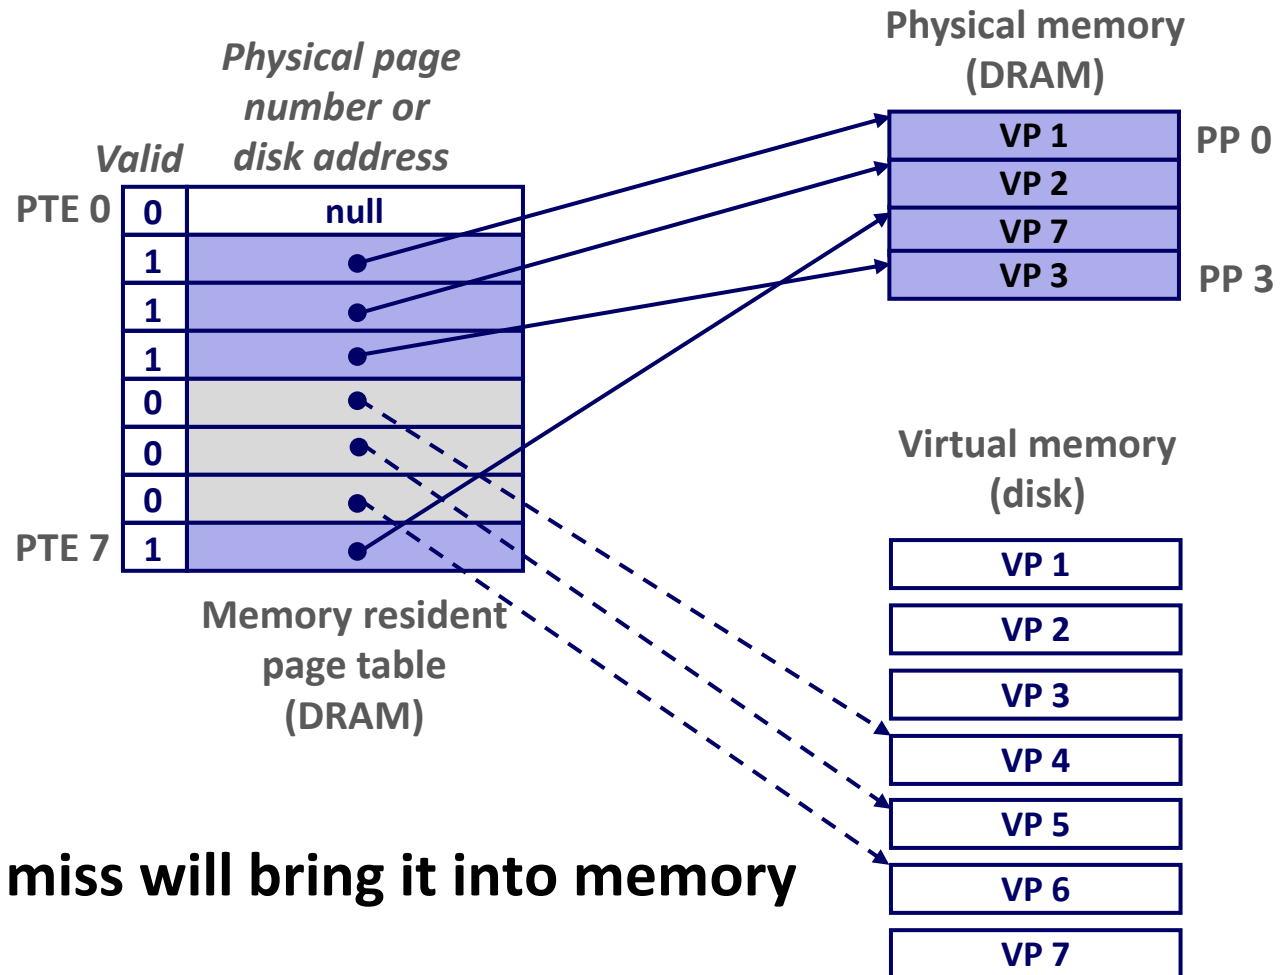 Physical page
number or
disk address
Valid
PTE 0
0
null
1
1
1
0
0
0
PTE 7
1
Memory resident
page table
(DRAM)
Physical memory
(DRAM)
VP 1
PP 0
VP 2
VP 7
VP 3
PP 3
Virtual memory
(disk)
VP 1
VP 2
VP 3
VP 4
VP 5
VP 6
VP 7
miss will bring it into memory